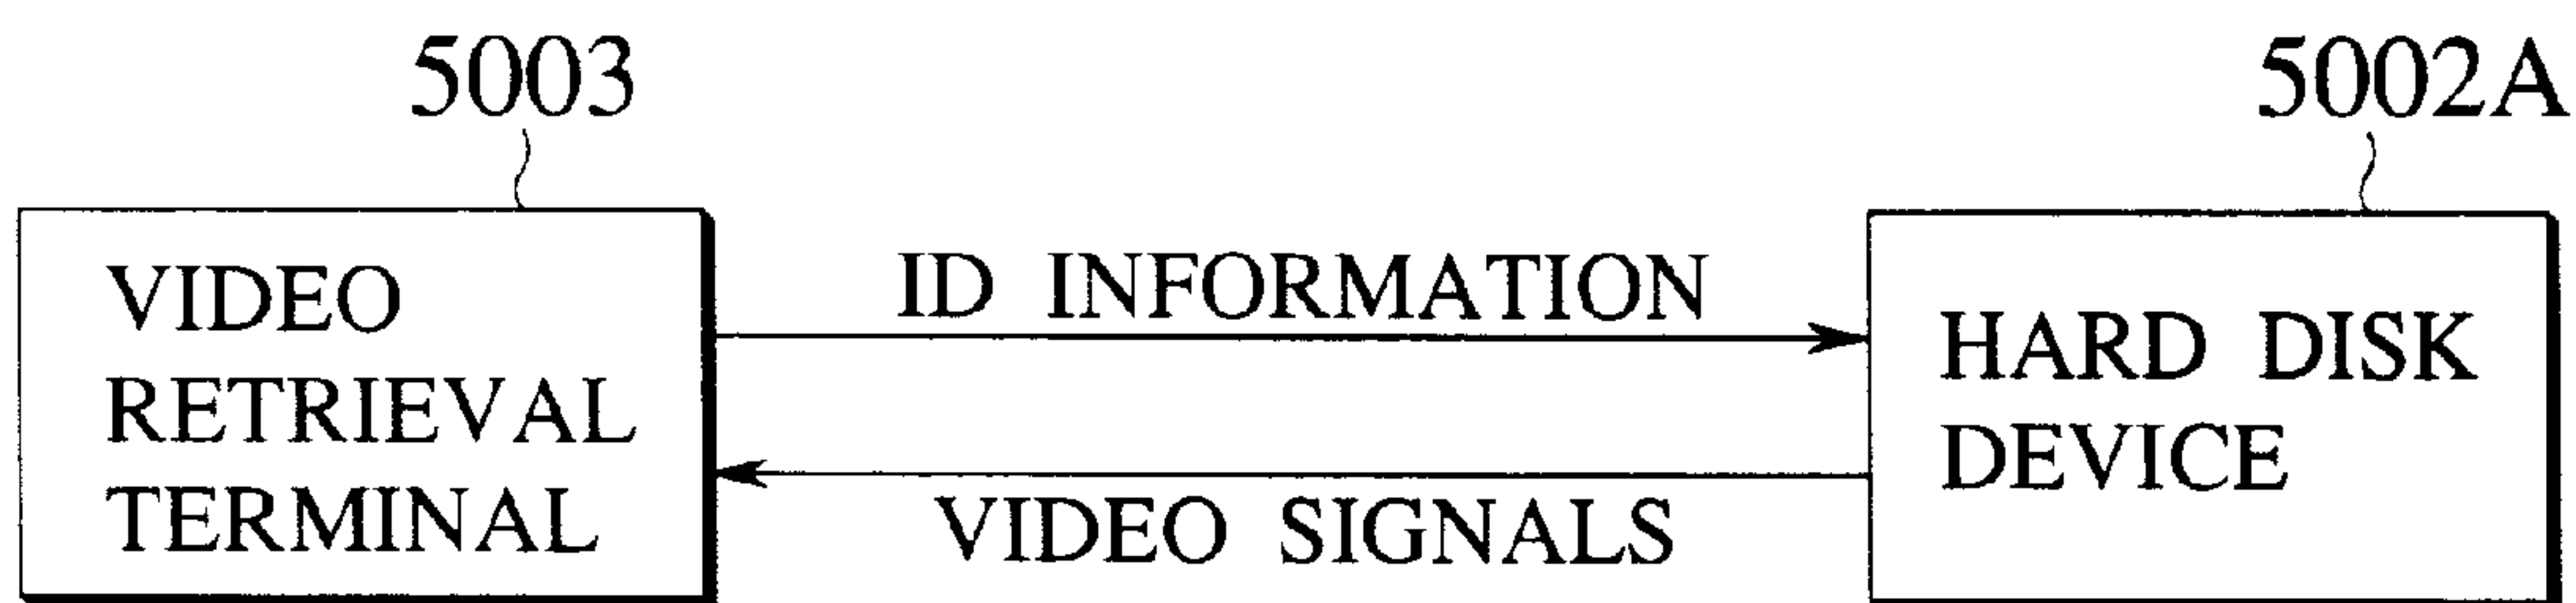 5003
5002A
VIDEO
RETRIEVAL
TERMINAL
ID INFORMATION
VIDEO SIGNALS
HARD DISK
DEVICE